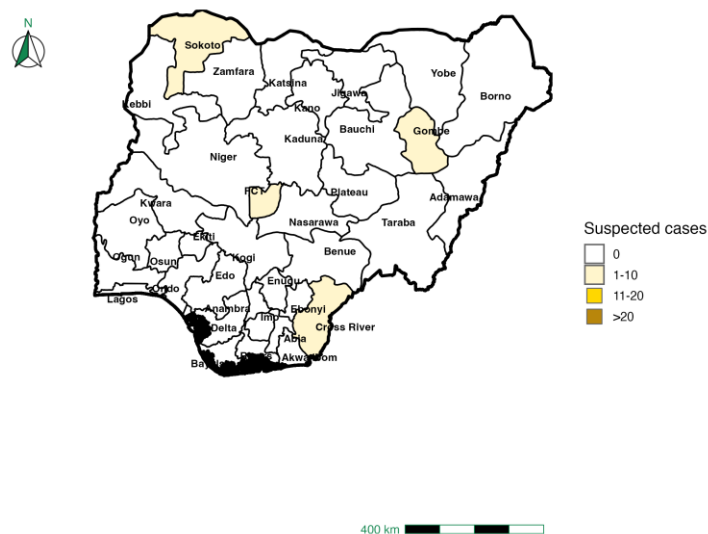 N
Sokoto
Zamfara
Katsina
Jigawa
Yobe
Borno
Kebbi
Kano
Kaduna
Bauchi
Gombe
Niger
FCT
Plateau
Adamawa
Kwara
Oyo
Nasarawa
Taraba
Ekiti
Ogun
Osun
Kogi
Benue
Edo
Enugu
Ondo
Lagos
Anambra
Ebonyi
Imo
Delta
Cross River
Abia
Akwa Ibom
Suspected cases
0
1-10
11-20
>20
400 km